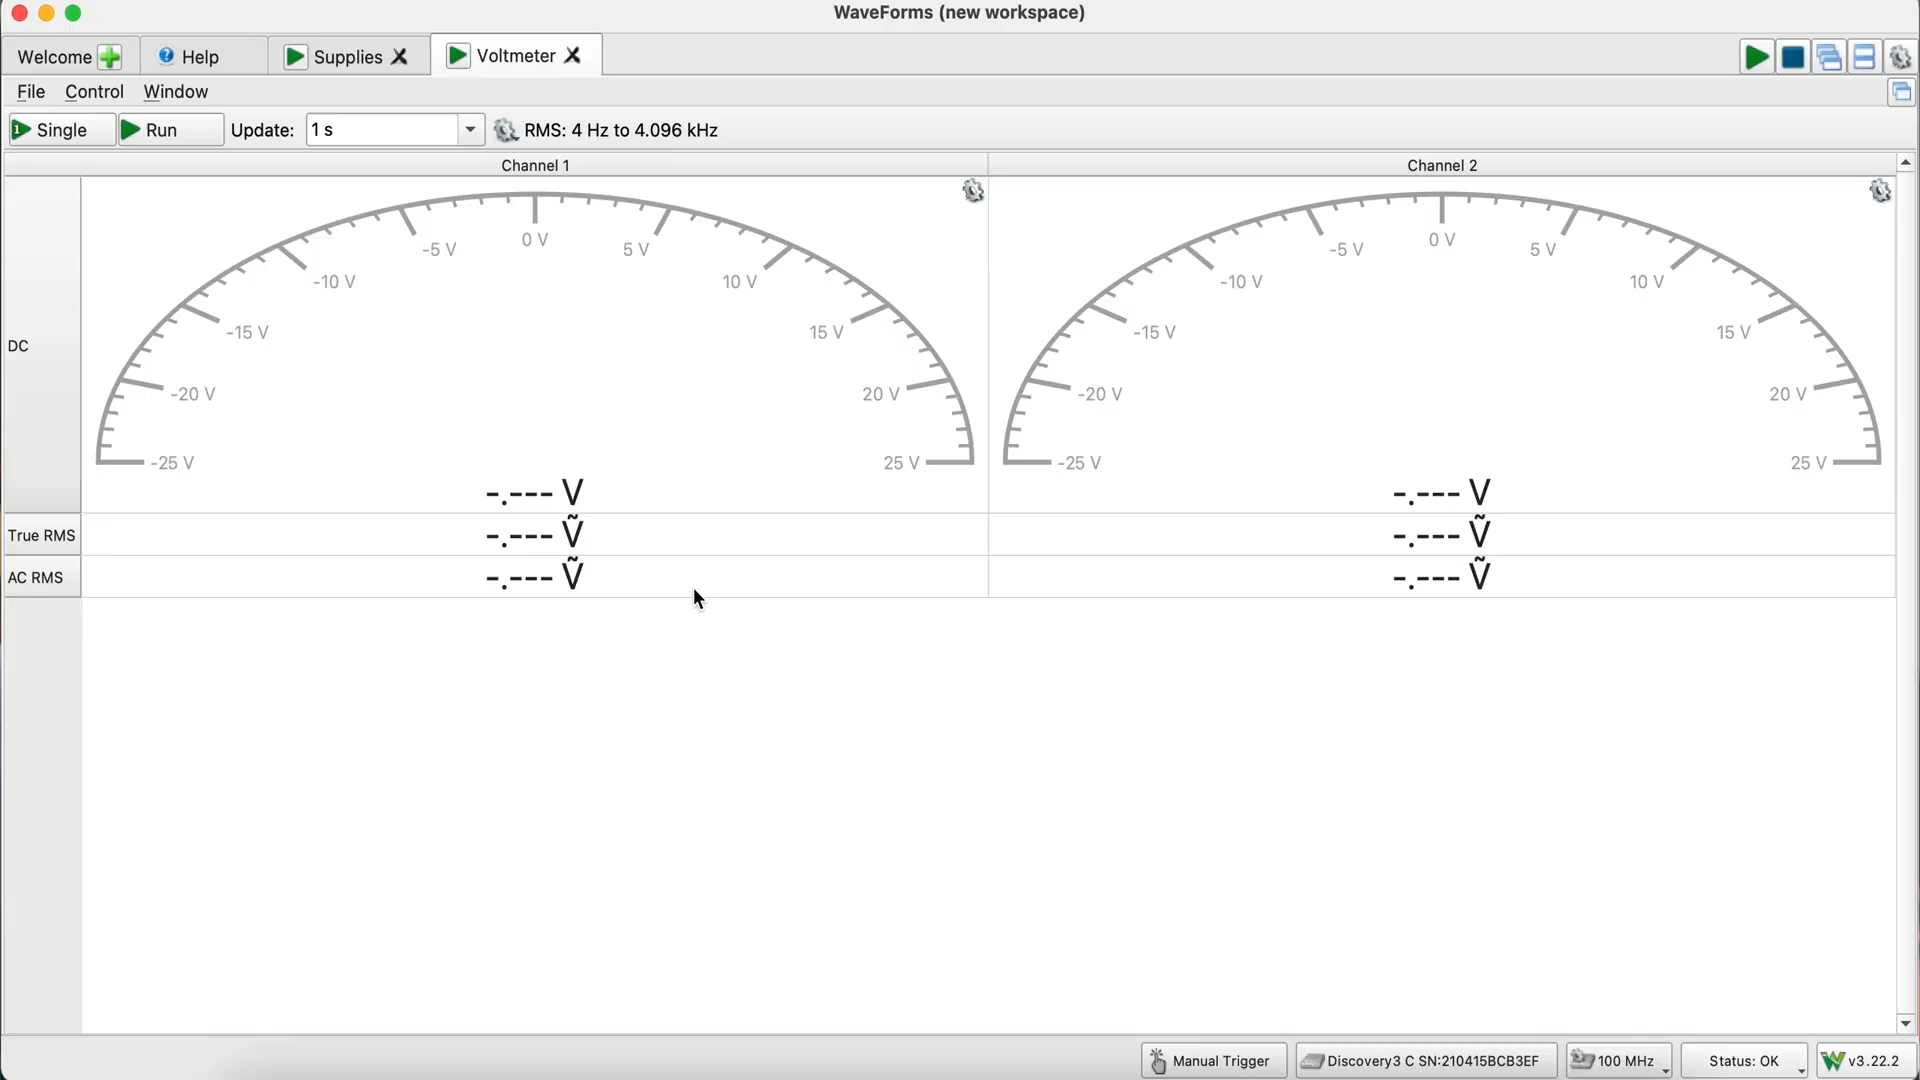 WaveForms (new workspace)
Welcome Help Supplies Voltmeter
File Control Window
Single Run Update: 1 s RMS: 4 Hz to 4.096 kHz
Channel 1 Channel 2
DC
-25 V -20 V -15 V -10 V -5 V 0 V 5 V 10 V 15 V 20 V 25 V
-25 V -20 V -15 V -10 V -5 V 0 V 5 V 10 V 15 V 20 V 25 V
-.--- V -.--- V
True RMS -.--- Ṽ -.--- Ṽ
AC RMS -.--- Ṽ -.--- Ṽ
Manual Trigger Discovery3 C SN:210415BCB3EF 100 MHz Status: OK v3.22.2